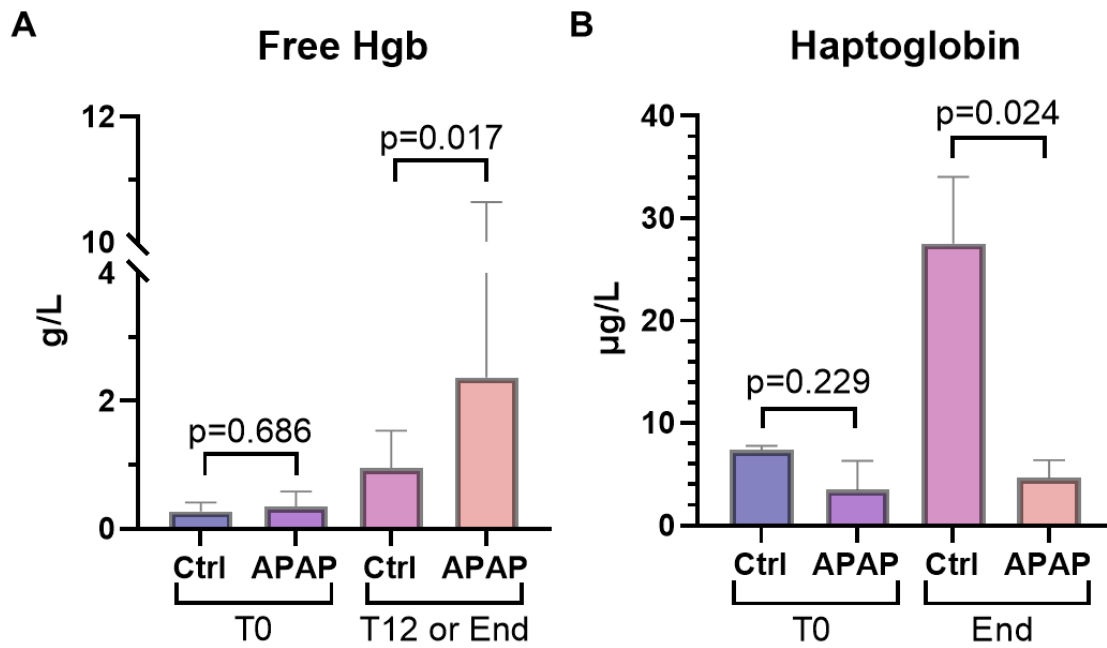 A
Free Hgb
g/L
12
10
4
2
0
p=0.686
p=0.017
Ctrl APAP Ctrl APAP
T0 T12 or End
B
Haptoglobin
µg/L
40
30
20
10
0
p=0.229
p=0.024
Ctrl APAP Ctrl APAP
T0 End